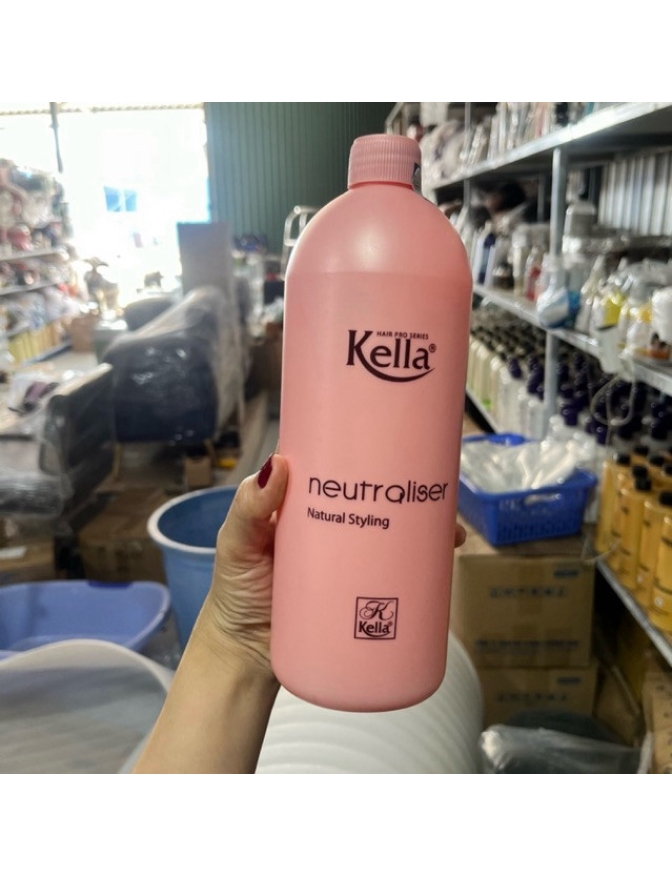 HAIR PRO SERIES
Kella®
neutraliser
Natural Styling
K
Kella®